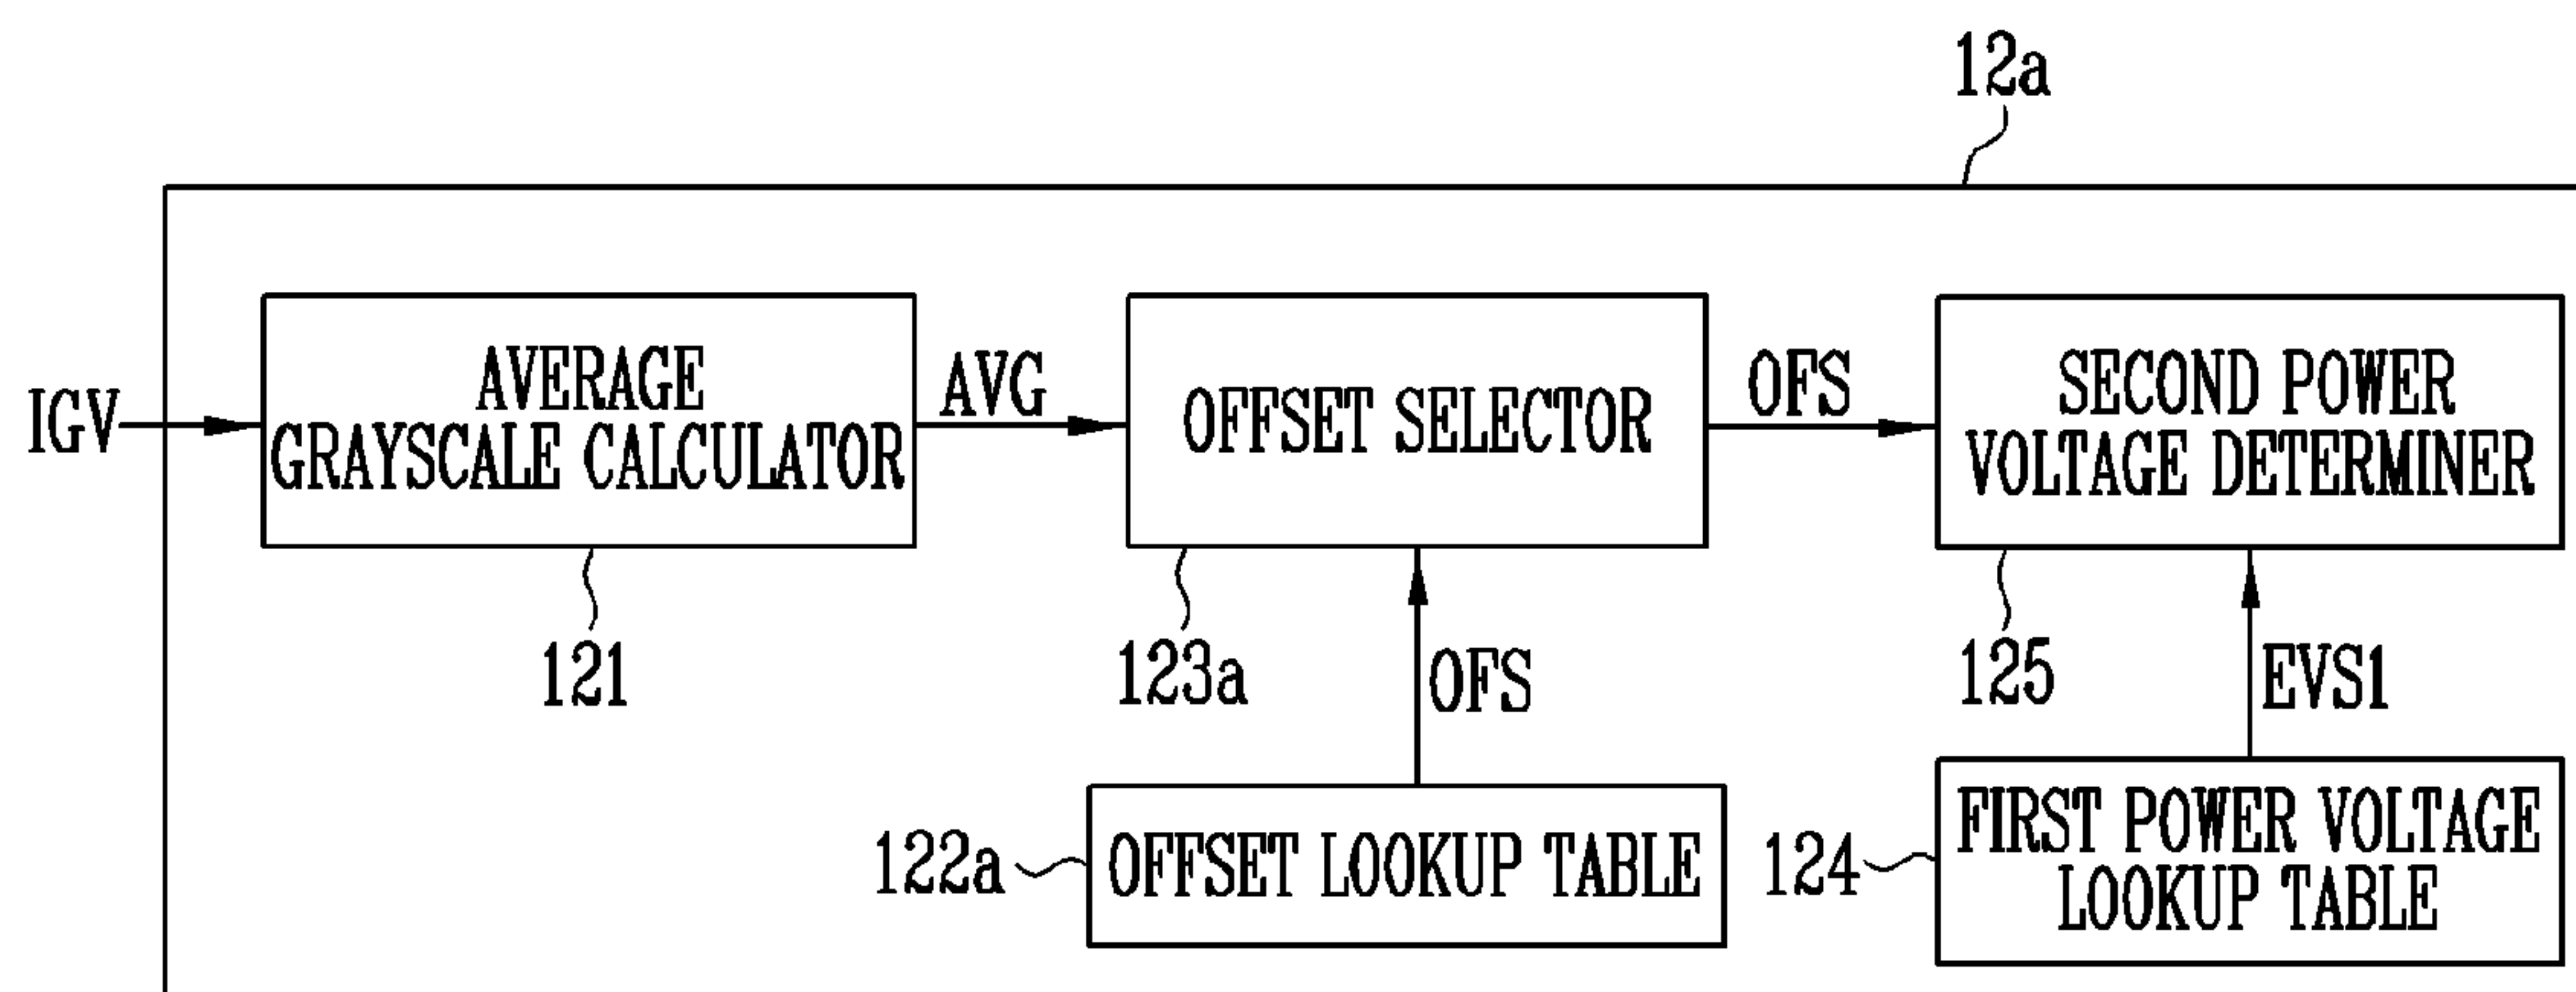 12a
IGV
AVERAGE
GRAYSCALE CALCULATOR
AVG
OFFSET SELECTOR
OFS
SECOND POWER
VOLTAGE DETERMINER
121
123a
OFS
125
EVS1
122a
OFFSET LOOKUP TABLE
124
FIRST POWER VOLTAGE
LOOKUP TABLE